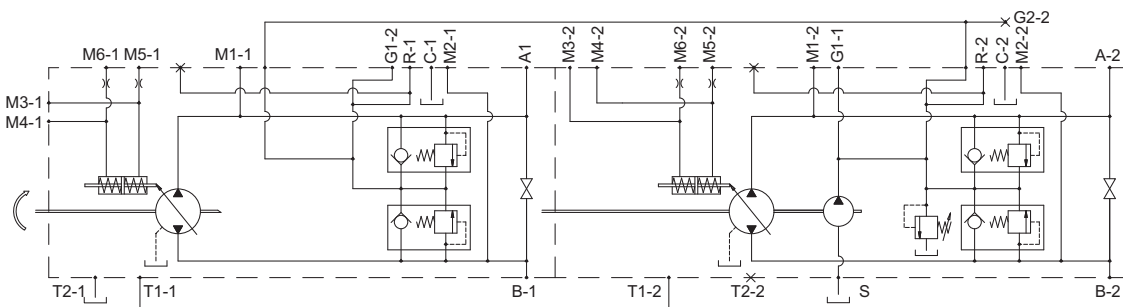 M6-1 M5-1 M1-1 G1-2 R-1 C-1 M2-1 A1 M3-2 M4-2 M6-2 M5-2 M1-2 G1-1 R-2 C-2 M2-2 G2-2 A-2
M3-1
M4-1
T2-1 T1-1 B-1 T1-2 T2-2 S B-2